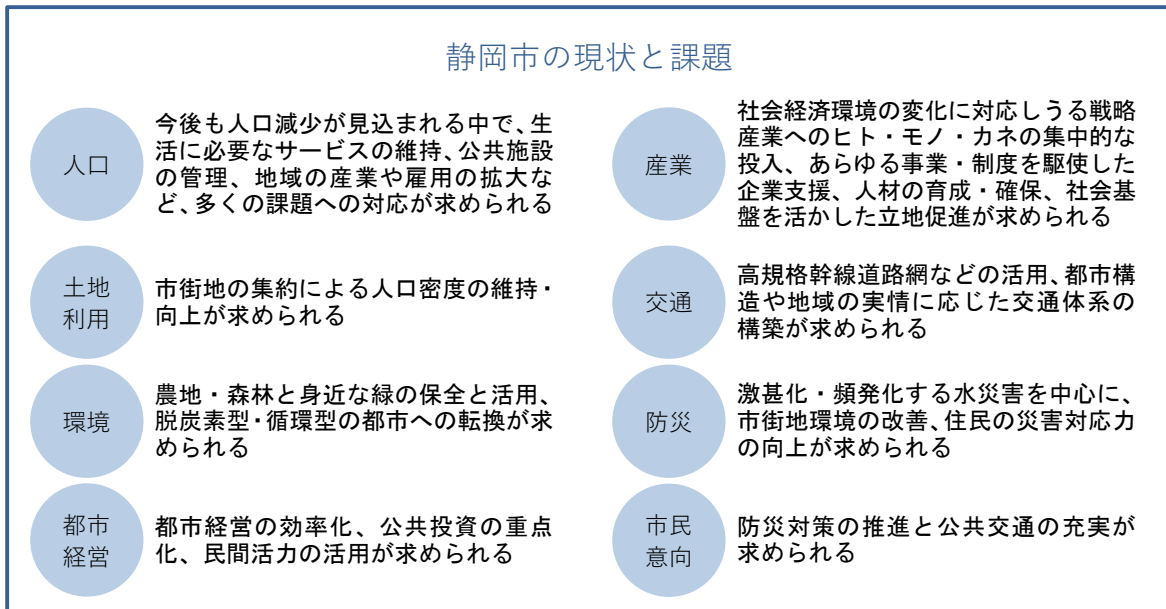 静岡市の現状と課題
人口
今後も人口減少が見込まれる中で、生
活に必要なサービスの維持、公共施設
の管理、地域の産業や雇用の拡大な
ど、多くの課題への対応が求められる
土地
利用
市街地の集約による人口密度の維持・
向上が求められる
環境
農地・森林と身近な緑の保全と活用、
脱炭素型・循環型の都市への転換が求
められる
都市
経営
都市経営の効率化、公共投資の重点
化、民間活力の活用が求められる
産業
社会経済環境の変化に対応しうる戦略
産業へのヒト・モノ・カネの集中的な
投入、あらゆる事業・制度を駆使した
企業支援、人材の育成・確保、社会基
盤を活かした立地促進が求められる
交通
高規格幹線道路網などの活用、都市構
造や地域の実情に応じた交通体系の
構築が求められる
防災
激甚化・頻発化する水災害を中心に、
市街地環境の改善、住民の災害対応力
の向上が求められる
市民
意向
防災対策の推進と公共交通の充実が
求められる